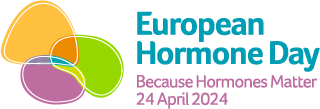 European
Hormone Day
Because Hormones Matter
24 April 2024